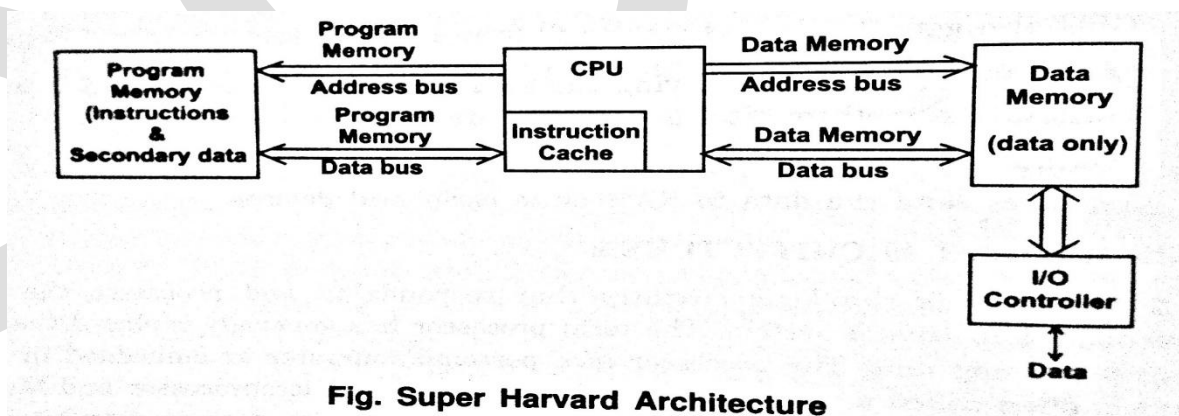 Program
Memory
(Instructions
&
Secondary data
Program
Memory
Address bus
Program
Memory
Data bus
CPU
Instruction
Cache
Data Memory
Address bus
Data Memory
Data bus
Data
Memory
(data only)
I/O
Controller
Data
Fig. Super Harvard Architecture